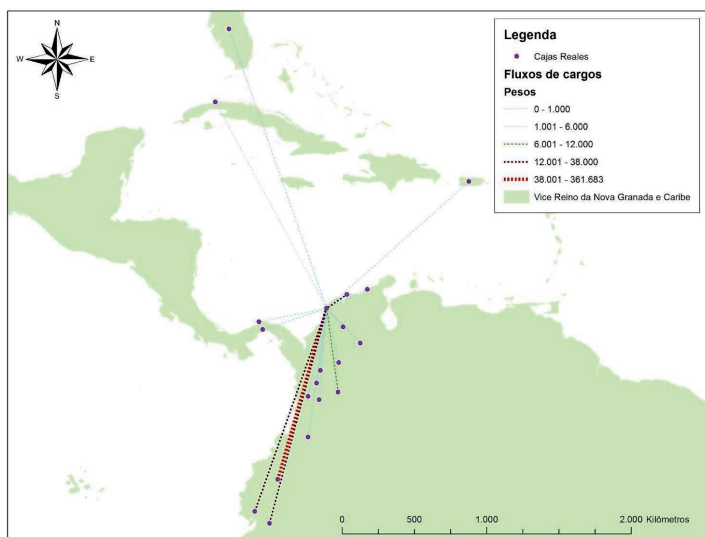 N
W E
S
Legenda
Cajas Reales
Fluxos de cargos
Pesos
0 - 1.000
1.001 - 6.000
6.001 - 12.000
12.001 - 38.000
38.001 - 361.683
Vice Reino da Nova Granada e Caribe
0 500 1.000 2.000 Kilômetros